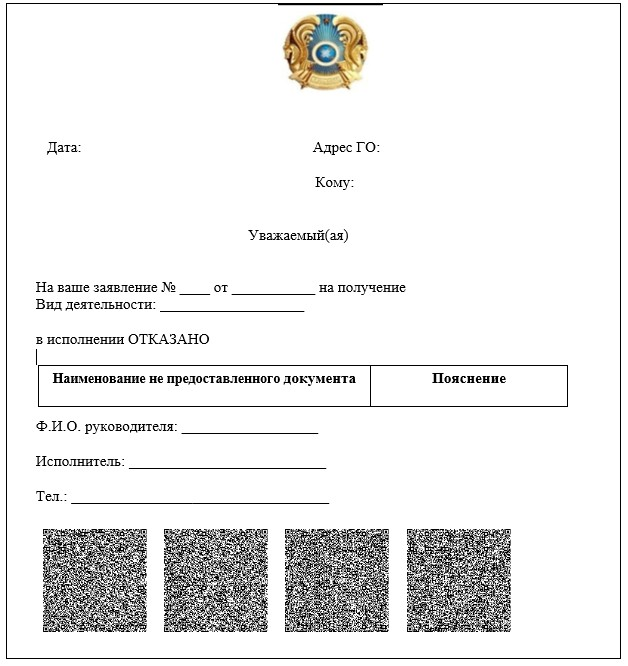 Дата: Адрес ГО:
Кому:
Уважаемый(ая)
На ваше заявление № ____ от ___________ на получение
Вид деятельности: ___________________
в исполнении ОТКАЗАНО
Наименование не предоставленного документа Пояснение
Ф.И.О. руководителя: __________________
Исполнитель: __________________________
Тел.: __________________________________